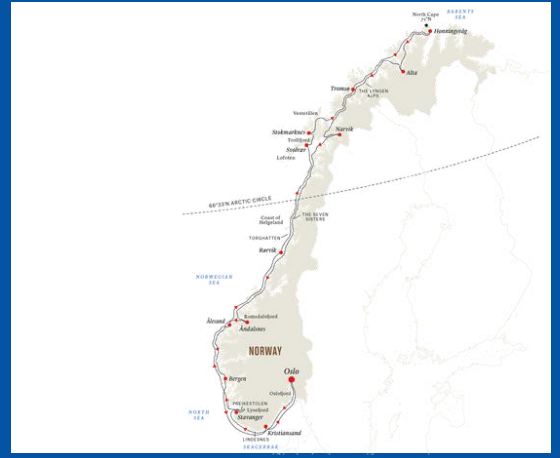 BARENTS
SEA
North Cape
71°N
Honningsvåg
Alta
Tromsø
THE LYNGEN
ALPS
Vesterålen
Stokmarknes
Narvik
Trollfjord
Svolvær
Lofoten
66°33'N ARCTIC CIRCLE
Coast of
Helgeland
THE SEVEN
SISTERS
TORGHATTEN
Rørvik
NORWEGIAN
SEA
Ålesund
Romsdalsfjord
Åndalsnes
NORWAY
Oslo
Bergen
Oslofjord
PREIKESTOLEN
Lysefjord
NORTH
SEA
Stavanger
Kristiansand
LINDESNES
SKAGERRAK